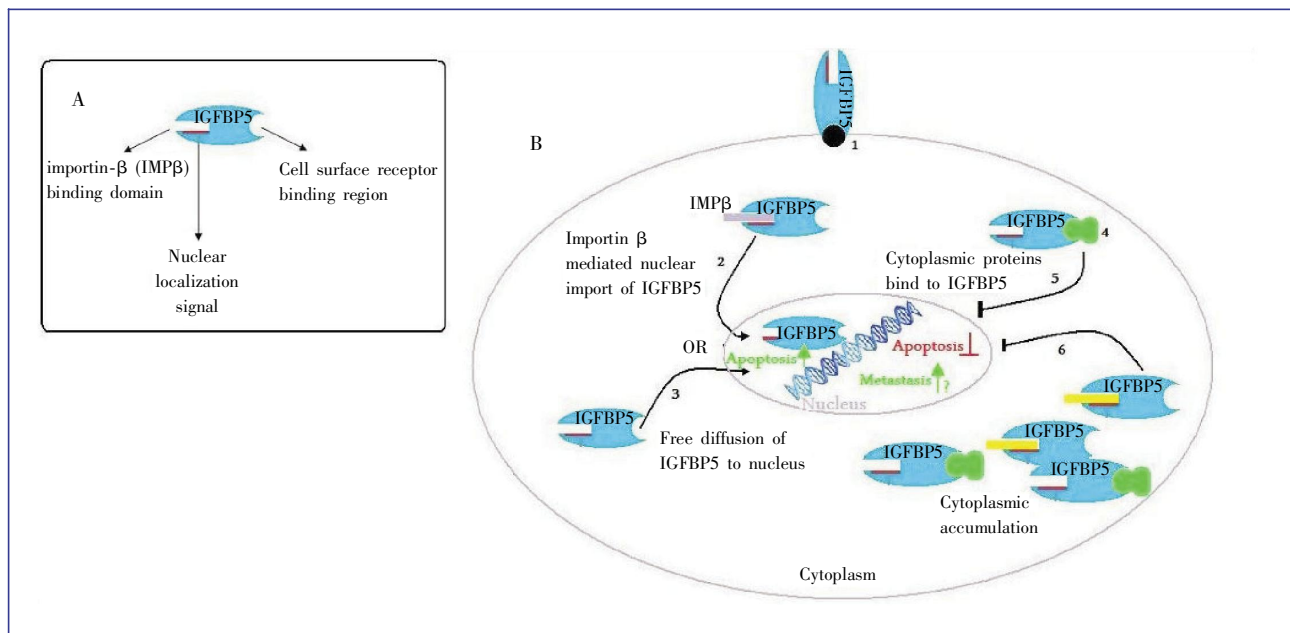 A
IGFBP5
importin-β (IMPβ)
binding domain
Cell surface receptor
binding region
Nuclear
localization
signal
B
IGFBP5
1
IMPβ
IGFBP5
Importin β
mediated nuclear
import of IGFBP5
2
IGFBP5
4
Cytoplasmic proteins
bind to IGFBP5
5
OR
IGFBP5
Apoptosis
Apoptosis
Metastasis
?
Nucleus
6
3
IGFBP5
Free diffusion of
IGFBP5 to nucleus
IGFBP5
IGFBP5
IGFBP5
IGFBP5
Cytoplasmic
accumulation
Cytoplasm